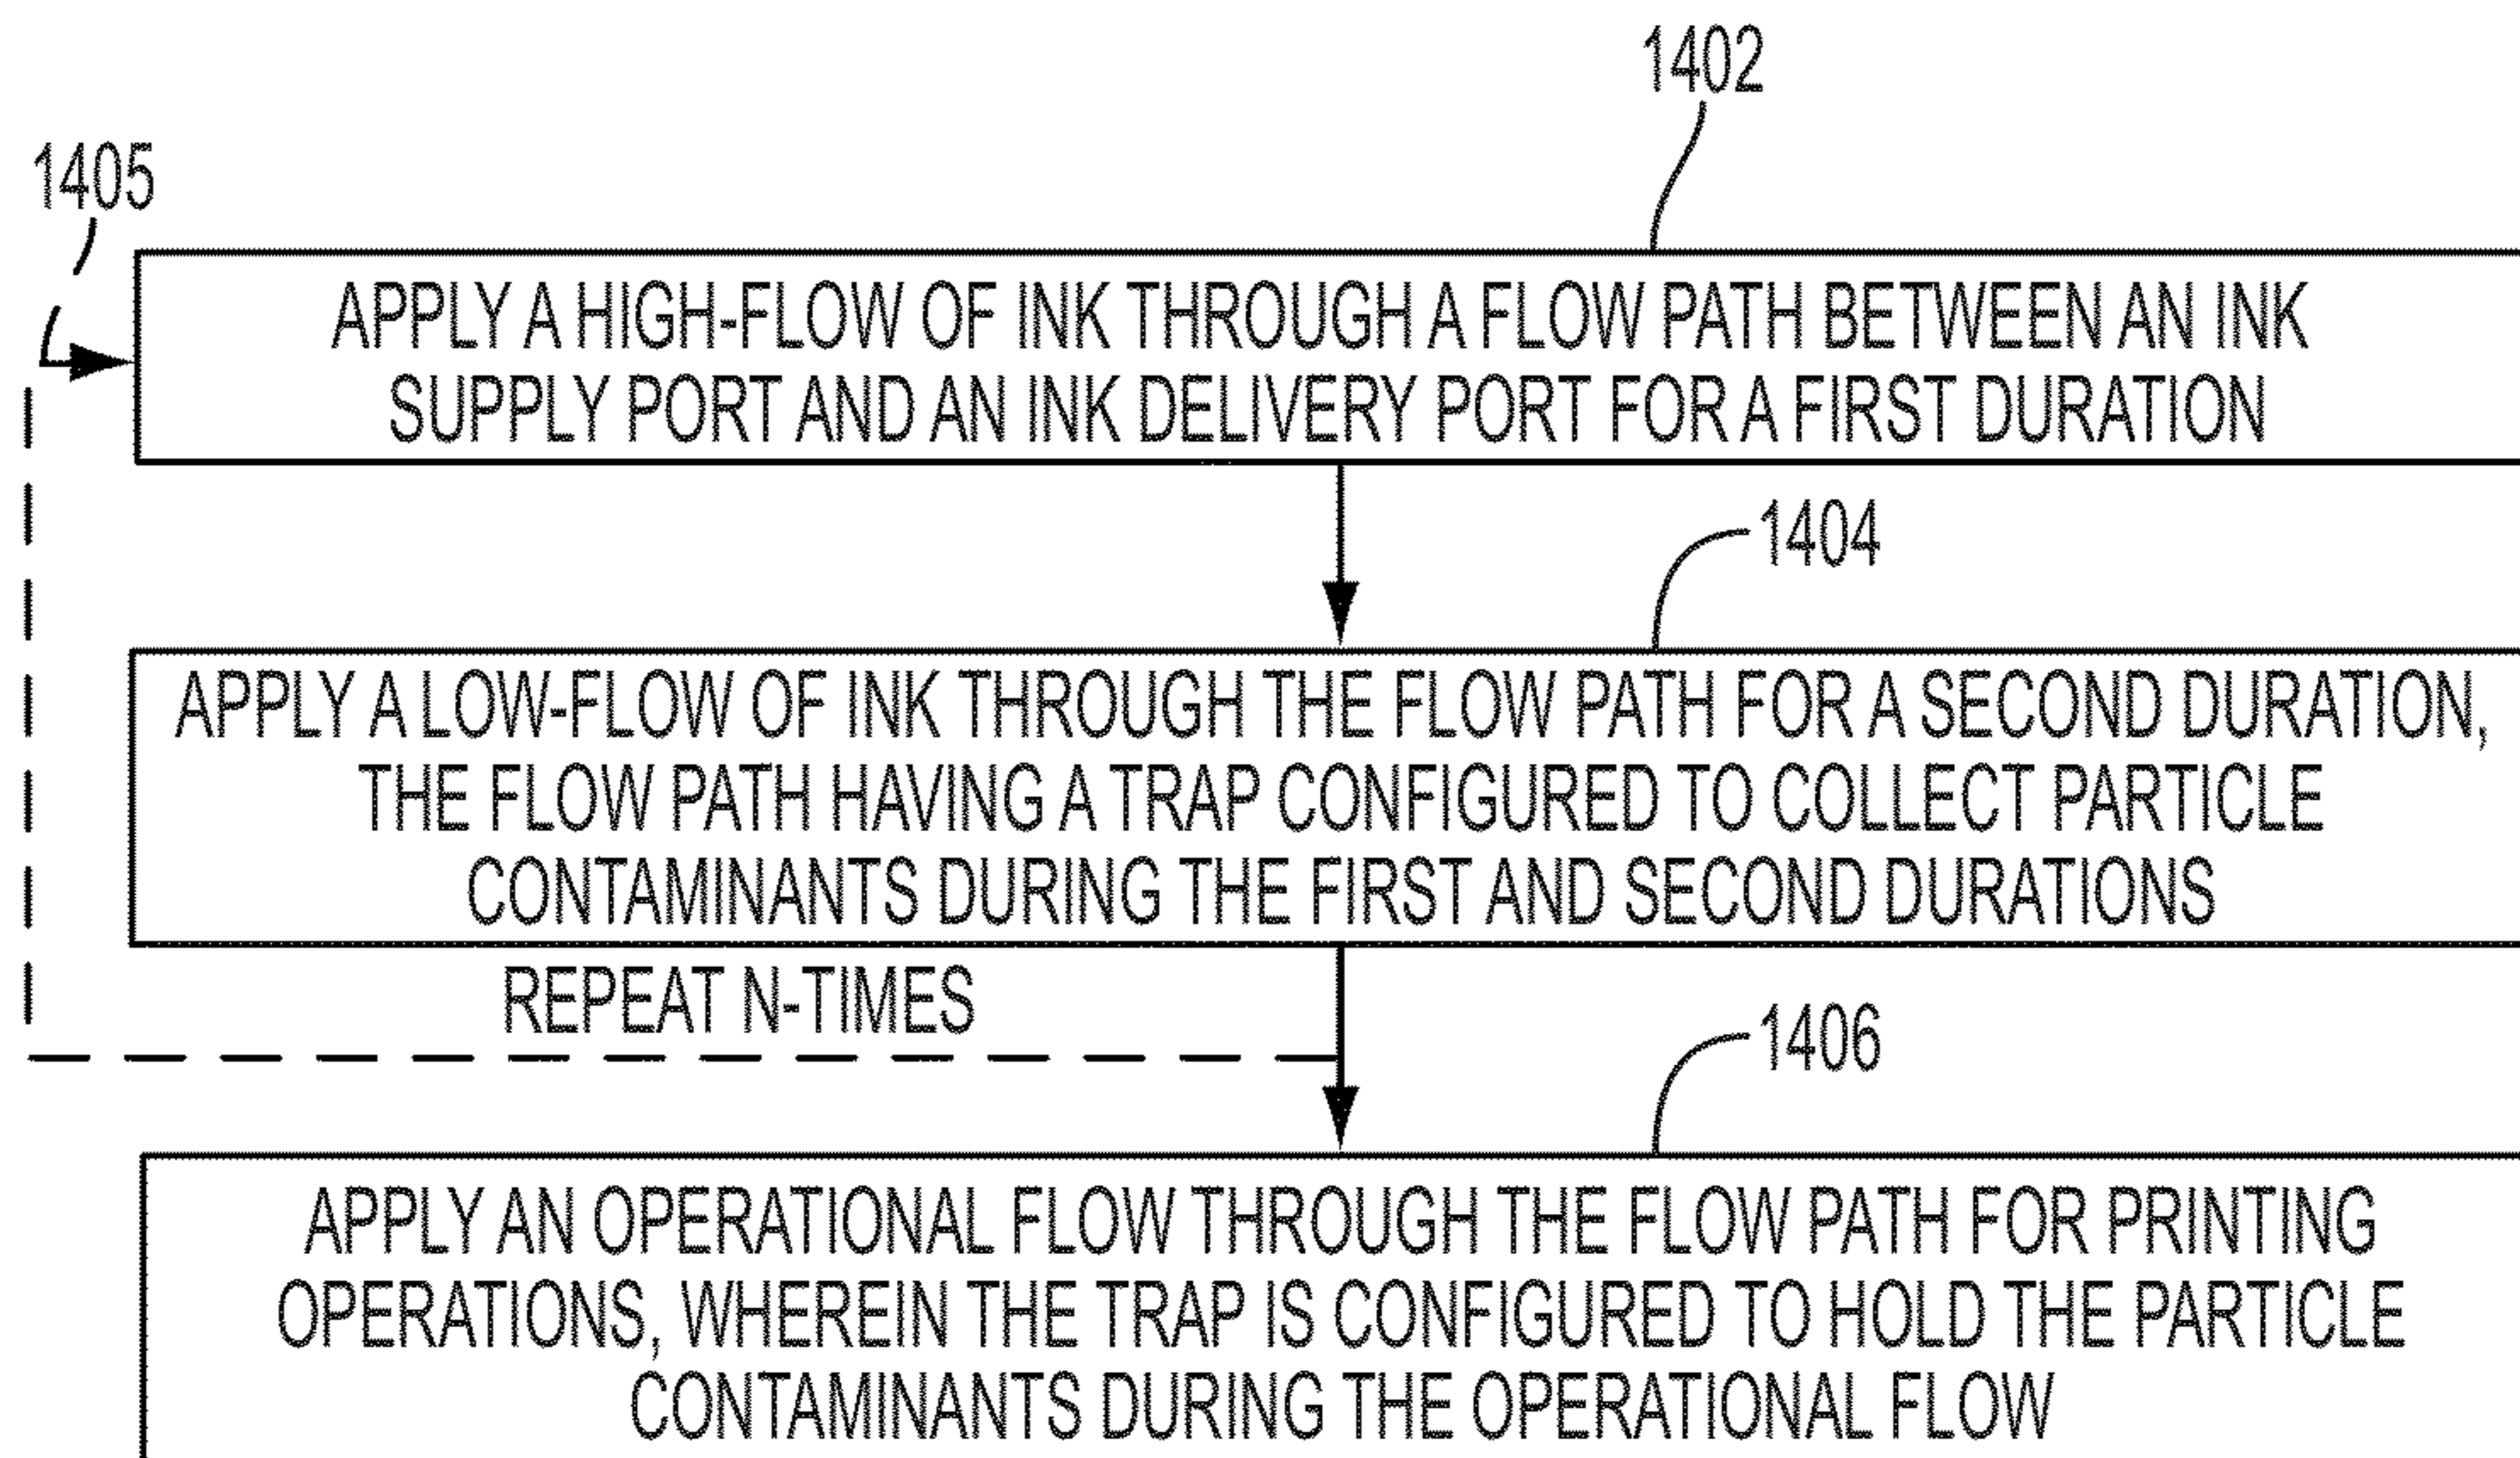 1402
1405
APPLY A HIGH-FLOW OF INK THROUGH A FLOW PATH BETWEEN AN INK
SUPPLY PORT AND AN INK DELIVERY PORT FOR A FIRST DURATION
1404
APPLY A LOW-FLOW OF INK THROUGH THE FLOW PATH FOR A SECOND DURATION,
THE FLOW PATH HAVING A TRAP CONFIGURED TO COLLECT PARTICLE
CONTAMINANTS DURING THE FIRST AND SECOND DURATIONS
REPEAT N-TIMES
1406
APPLY AN OPERATIONAL FLOW THROUGH THE FLOW PATH FOR PRINTING
OPERATIONS, WHEREIN THE TRAP IS CONFIGURED TO HOLD THE PARTICLE
CONTAMINANTS DURING THE OPERATIONAL FLOW